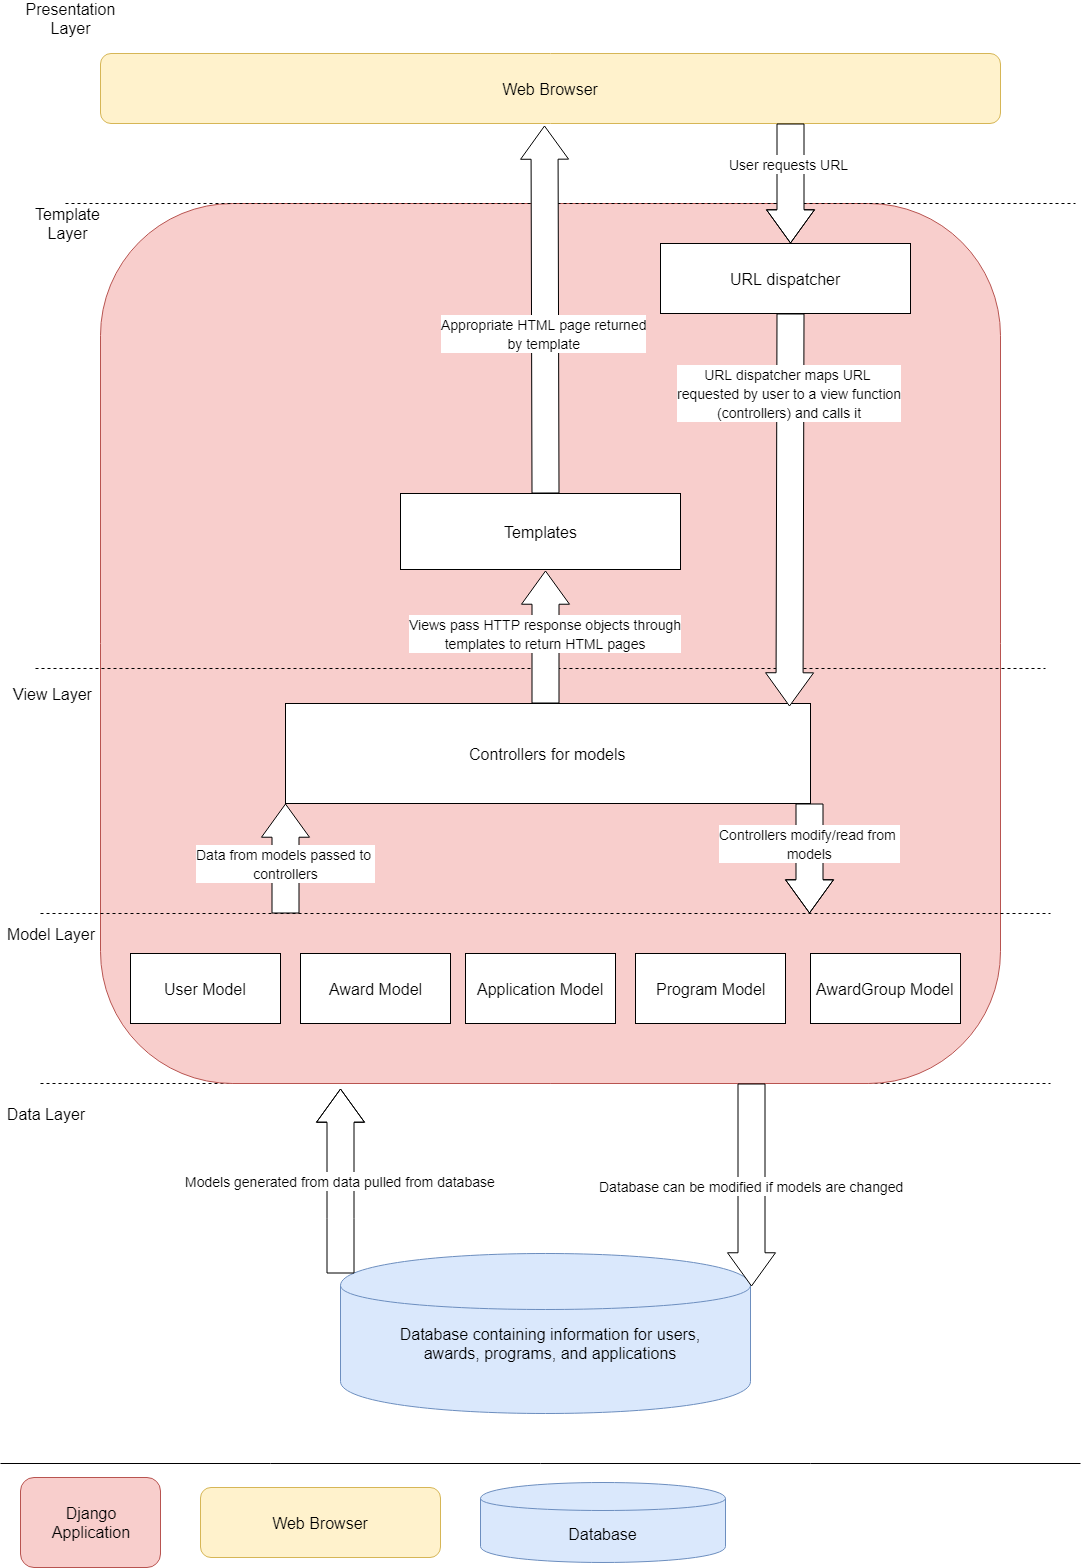 Presentation
Layer
Web Browser
User requests URL
Template
Layer
URL dispatcher
Appropriate HTML page returned
by template
URL dispatcher maps URL
requested by user to a view function
(controllers) and calls it
Templates
Views pass HTTP response objects through
templates to return HTML pages
View Layer
Controllers for models
Data from models passed to
controllers
Controllers modify/read from
models
Model Layer
User Model
Award Model
Application Model
Program Model
AwardGroup Model
Data Layer
Models generated from data pulled from database
Database can be modified if models are changed
Database containing information for users,
awards, programs, and applications
Django
Application
Web Browser
Database